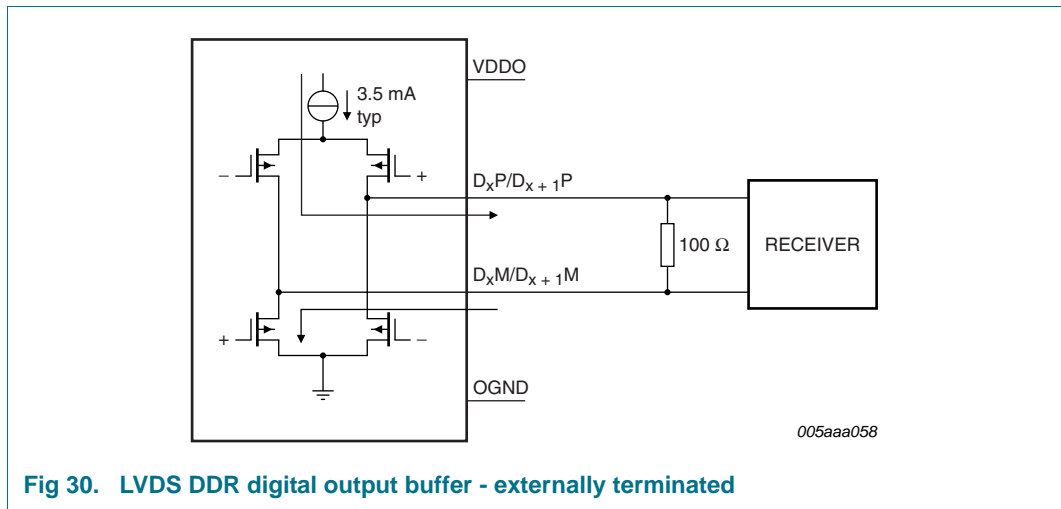 VDDO
3.5 mA
typ
–
+
DxP/Dx + 1P
100 Ω
RECEIVER
DxM/Dx + 1M
+
–
OGND
005aaa058
Fig 30. LVDS DDR digital output buffer - externally terminated